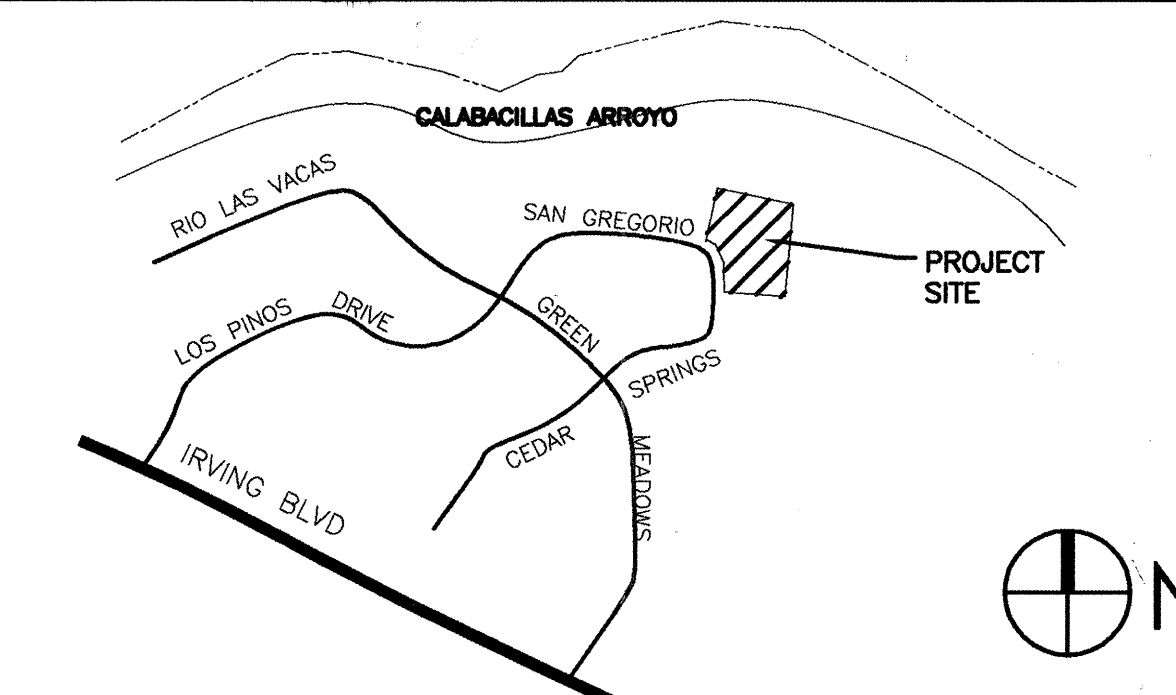 CALABACILLAS ARROYO
RIO LAS VACAS
SAN GREGORIO
PROJECT
SITE
LOS PINOS DRIVE
GREEN
SPRINGS
CEDAR
MEADOWS
IRVING BLVD
N